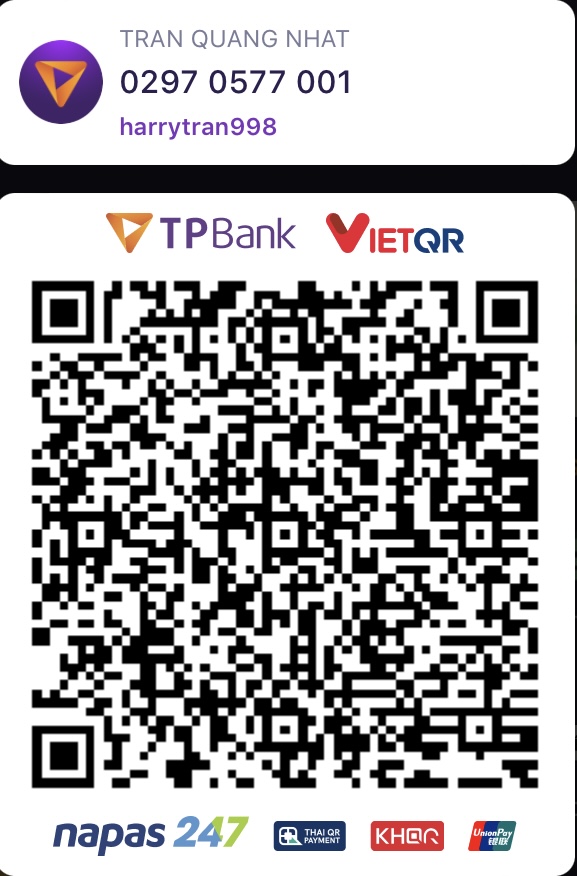 TRAN QUANG NHAT
0297 0577 001
harrytran998
TPBank VIETQR
napas 247 THAI QR PAYMENT KHQR UnionPay 银联